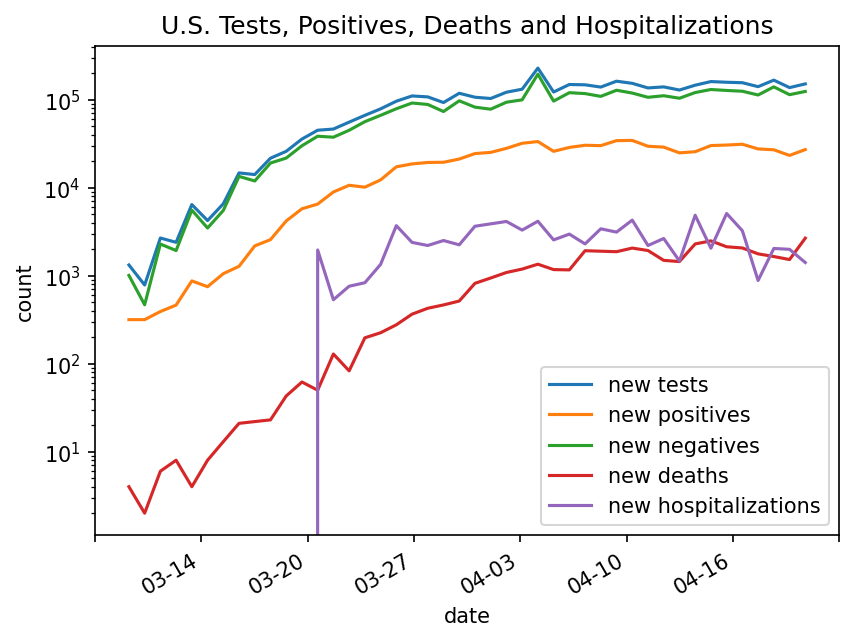 U.S. Tests, Positives, Deaths and Hospitalizations
count
10^5
10^4
10^3
10^2
10^1
new tests
new positives
new negatives
new deaths
new hospitalizations
03-14
03-20
03-27
04-03
04-10
04-16
date